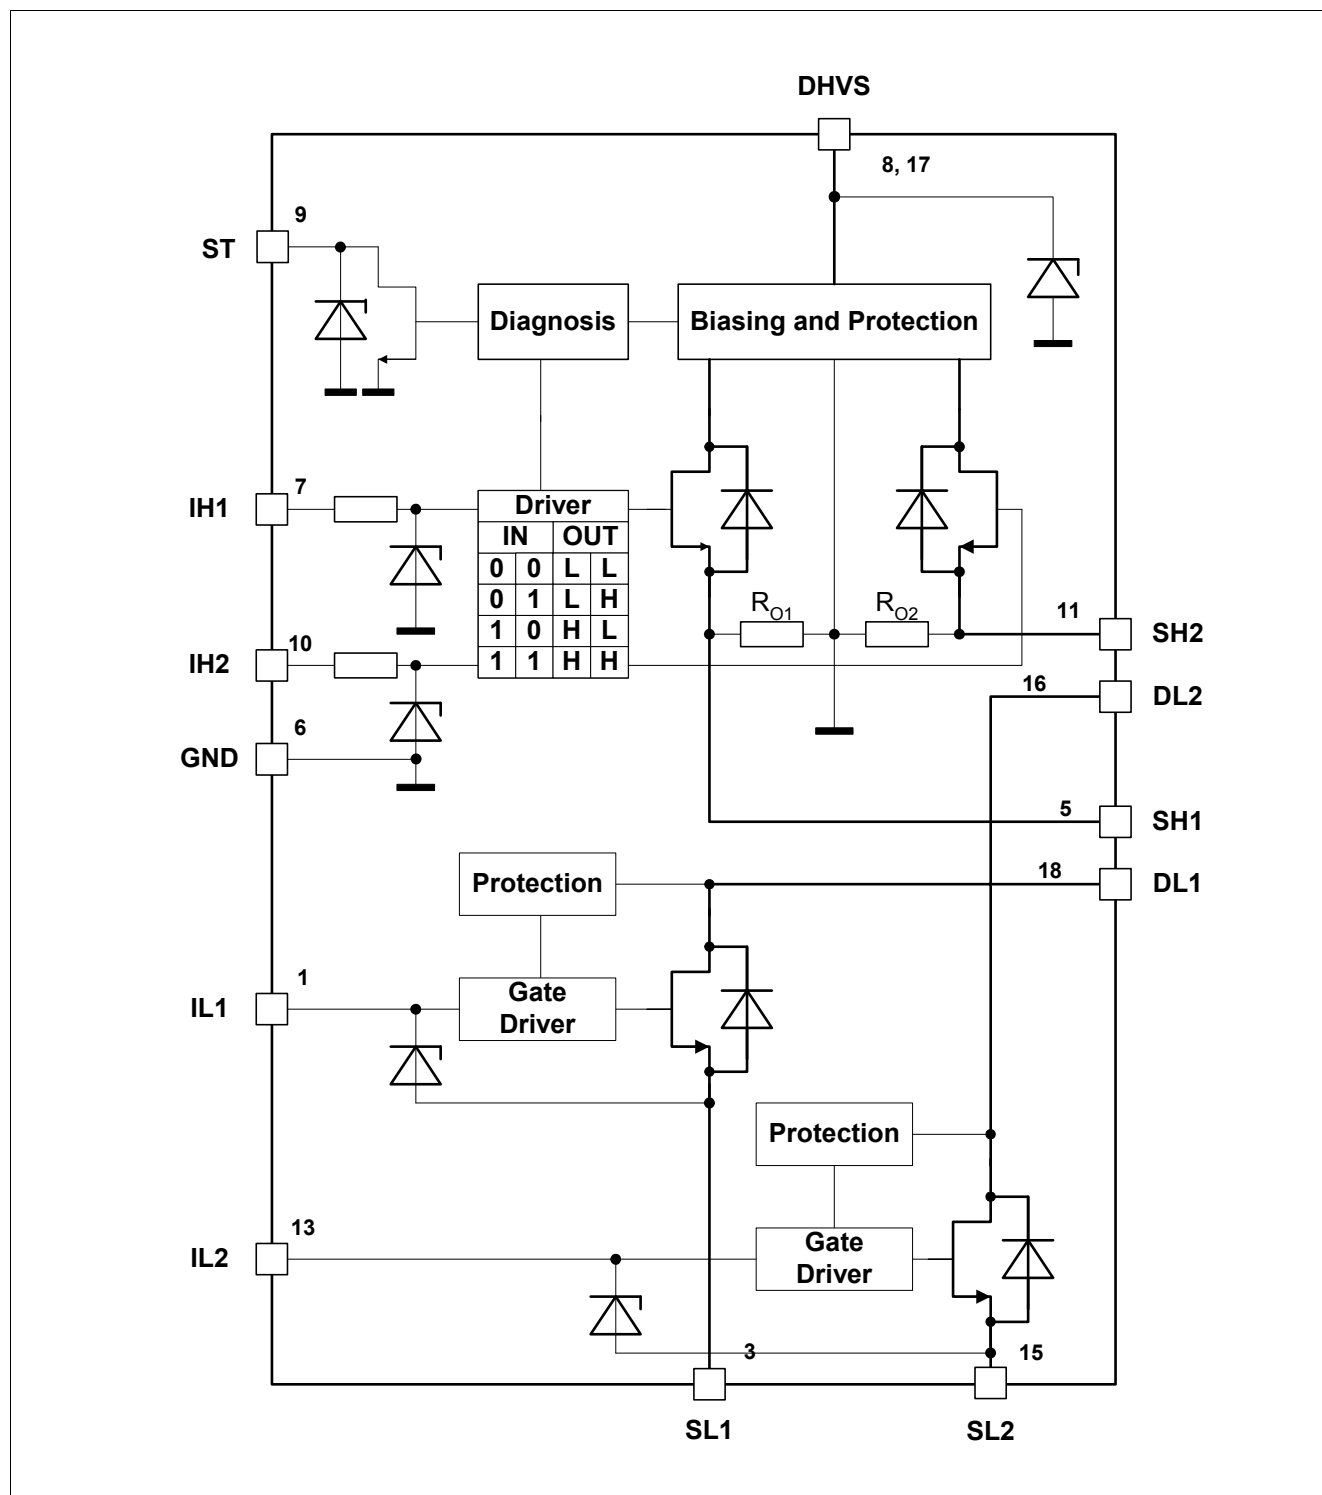 DHVS
8, 17
9
ST
Diagnosis
Biasing and Protection
7
IH1
Driver
IN OUT
0 0 L L
0 1 L H
1 0 H L
1 1 H H
RO1
RO2
11
SH2
10
IH2
16
DL2
6
GND
5
SH1
Protection
18
DL1
1
IL1
Gate
Driver
Protection
13
IL2
Gate
Driver
3
15
SL1
SL2